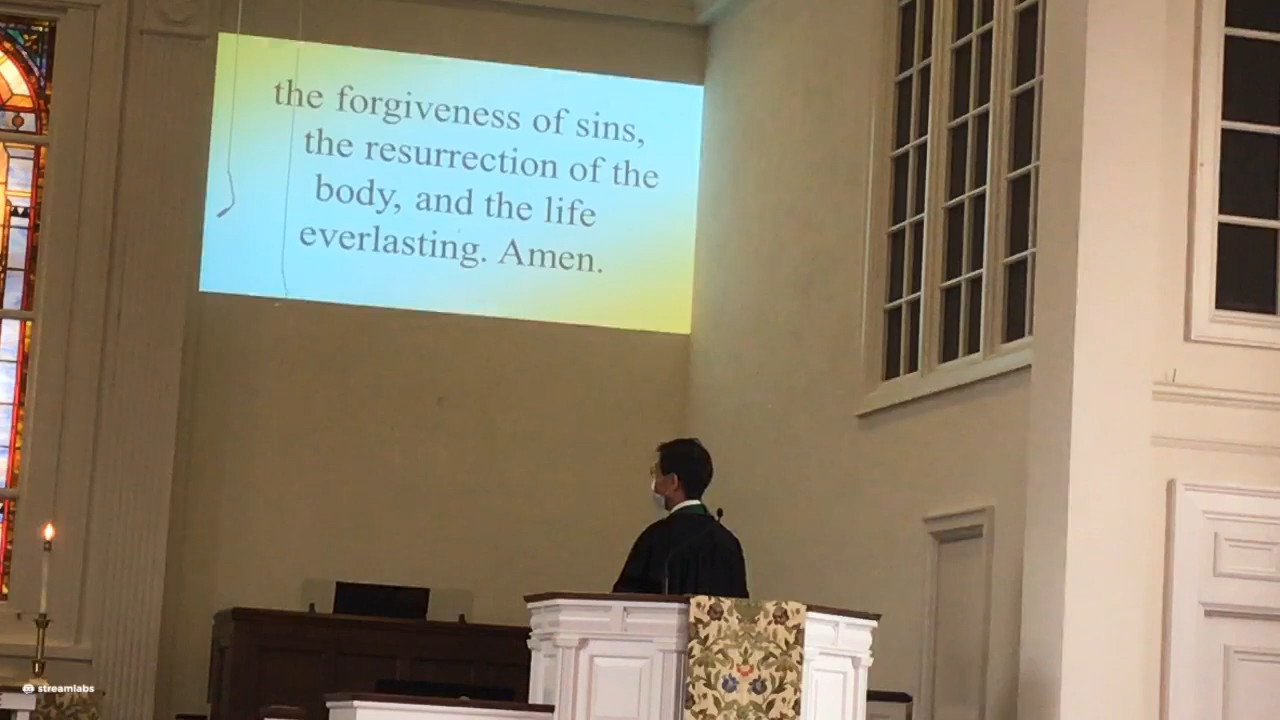 the forgiveness of sins,
the resurrection of the
body, and the life
everlasting. Amen.
streamlabs